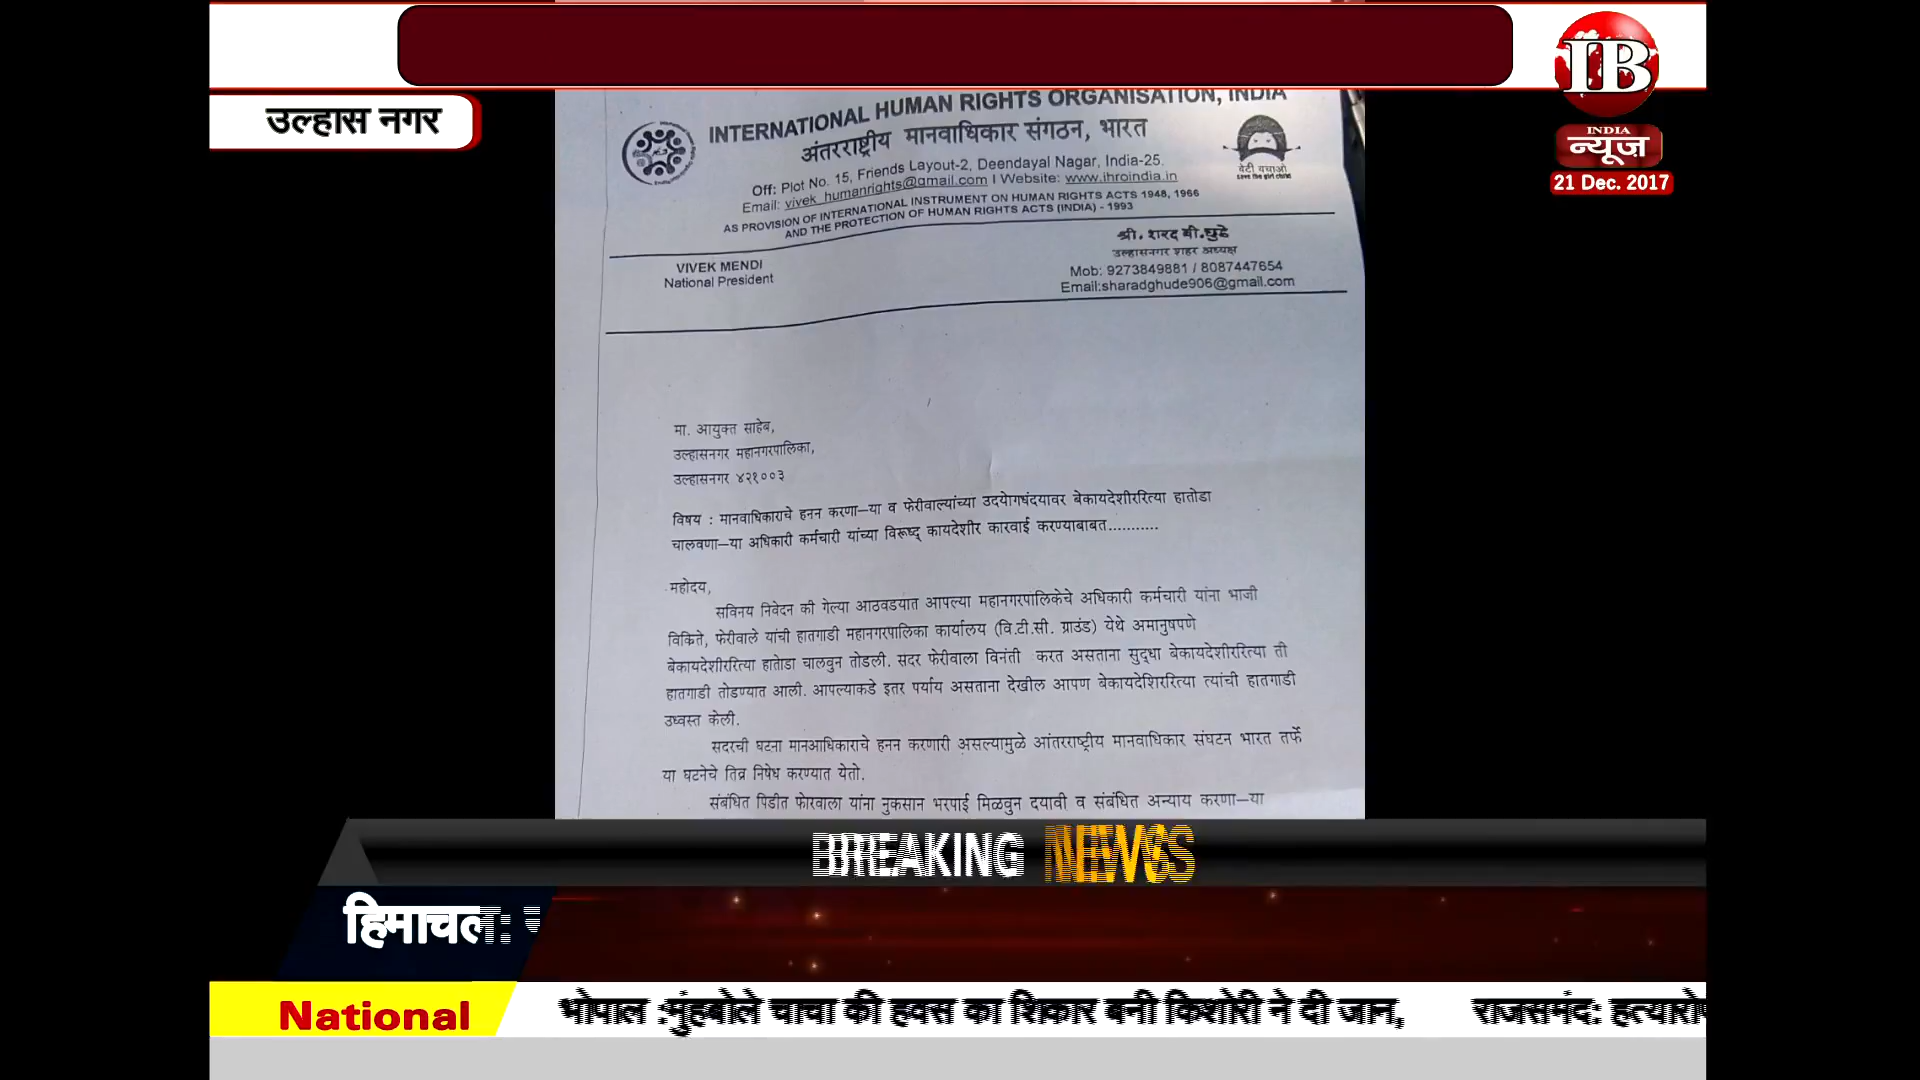 उल्हास नगर
IB
INDIA
न्यूज़
21 Dec. 2017
INTERNATIONAL HUMAN RIGHTS ORGANISATION, INDIA
अंतरराष्ट्रीय मानवाधिकार संगठन, भारत
Off: Plot No. 15, Friends Layout-2, Deendayal Nagar, India-25.
Email: vivek_humanrights@gmail.com I Website: www.ihroindia.in
AS PROVISION OF INTERNATIONAL INSTRUMENT ON HUMAN RIGHTS ACTS 1948, 1966
AND THE PROTECTION OF HUMAN RIGHTS ACTS (INDIA) - 1993
बेटी बचाओ
Love the girl child
VIVEK MENDI
National President
श्री. शरद बी. घुडे
उल्हासनगर शहर अध्यक्ष
Mob: 9273849881 / 8087447654
Email:sharadghude906@gmail.com
मा. आयुक्त साहेब,
उल्हासनगर महानगरपालिका,
उल्हासनगर ४२१००३
विषय : मानवाधिकाराचे हनन करणा–या व फेरीवाल्यांच्या उदयेागधंदयावर बेकायदेशीररित्या हातोडा
चालवणा–या अधिकारी कर्मचारी यांच्या विरूध्द् कायदेशीर कारवाई करण्याबाबत...........
महोदय,
सविनय निवेदन की गेल्या आठवडयात आपल्या महानगरपालिकेचे अधिकारी कर्मचारी यांना भाजी
विक्रिते, फेरीवाले यांची हातगाडी महानगरपालिका कार्यालय (वि.टी.सी. ग्राउंड) येथे अमानुषपणे
बेकायदेशीररित्या हातेाडा चालवुन तोडली. सदर फेरीवाला विनंती करत असताना सुद्धा बेकायदेशीररित्या ती
हातगाडी तोडण्यात आली. आपल्याकडे इतर पर्याय असताना देखील आपण बेकायदेशिररित्या त्यांची हातगाडी
उध्वस्त केली.
सदरची घटना मानआधिकाराचे हनन करणारी असल्यामुळे आंतरराष्ट्रीय मानवाधिकार संघटन भारत तर्फे
या घटनेचे तिव्र निषेध करण्यात येतो.
संबंधित पिडीत फेारवाला यांना नुकसान भरपाई मिळवुन दयावी व संबंधित अन्याय करणा–या
BREAKING NEWS
हिमाचल:
National
भोपाल :मुंहबोले चाचा की हवस का शिकार बनी किशोरी ने दी जान, राजसमंद: